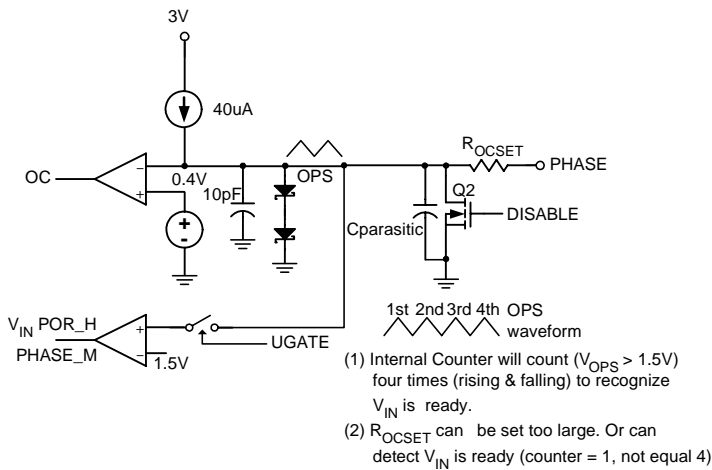 3V
40uA
R_OCSET
PHASE
OC
−
+
0.4V
10pF
OPS
Q2
+
-
Cparasitic
DISABLE
V_IN POR_H
PHASE_M
+
−
1.5V
UGATE
1st 2nd 3rd 4th OPS
waveform
(1) Internal Counter will count (V_OPS > 1.5V)
four times (rising & falling) to recognize
V_IN is ready.
(2) R_OCSET can be set too large. Or can
detect V_IN is ready (counter = 1, not equal 4)